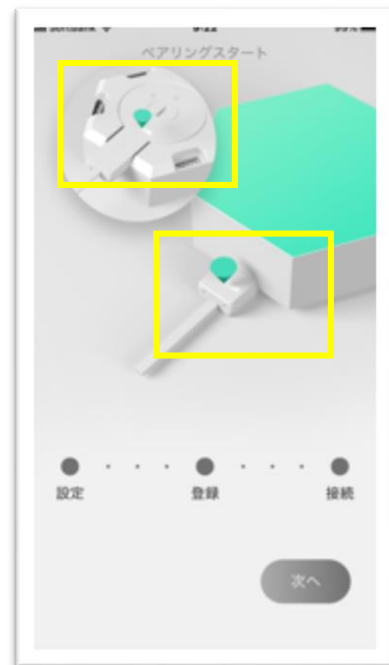 ペアリングスタート
設定
登録
接続
次へ